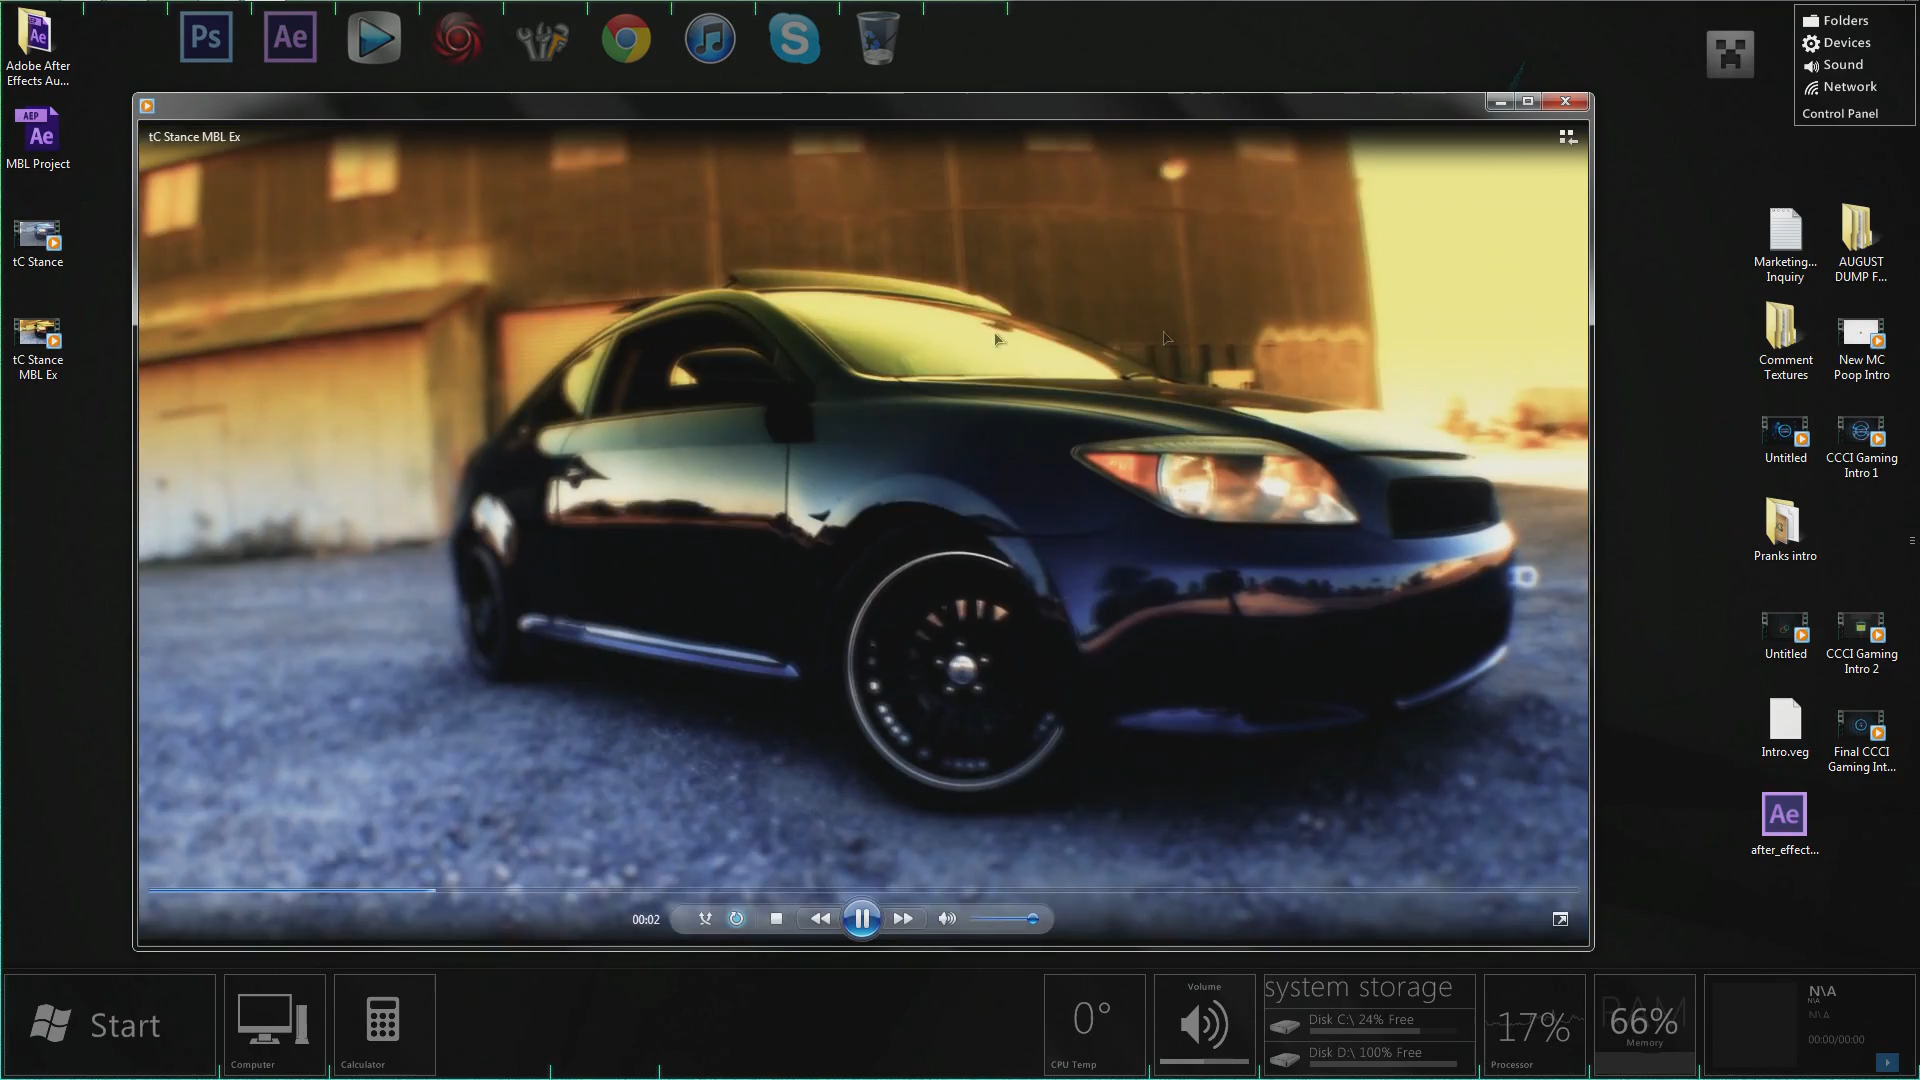 Adobe After
Effects Au...
AEP
Ae
MBL Project
tC Stance
tC Stance
MBL Ex
Ps
Ae
S
Folders
Devices
Sound
Network
Control Panel
tC Stance MBL Ex
Marketing...
Inquiry
AUGUST
DUMP F...
Comment
Textures
New MC
Poop Intro
Untitled
CCCI Gaming
Intro 1
Pranks intro
Untitled
CCCI Gaming
Intro 2
Intro.veg
Final CCCI
Gaming Int...
Ae
after_effect...
00:02
Start
Computer
Calculator
0°
CPU Temp
Volume
system storage
Disk C:\ 24% Free
Disk D:\ 100% Free
17%
Processor
RAM
66%
Memory
N\A
N\A
N\A
00:00/00:00